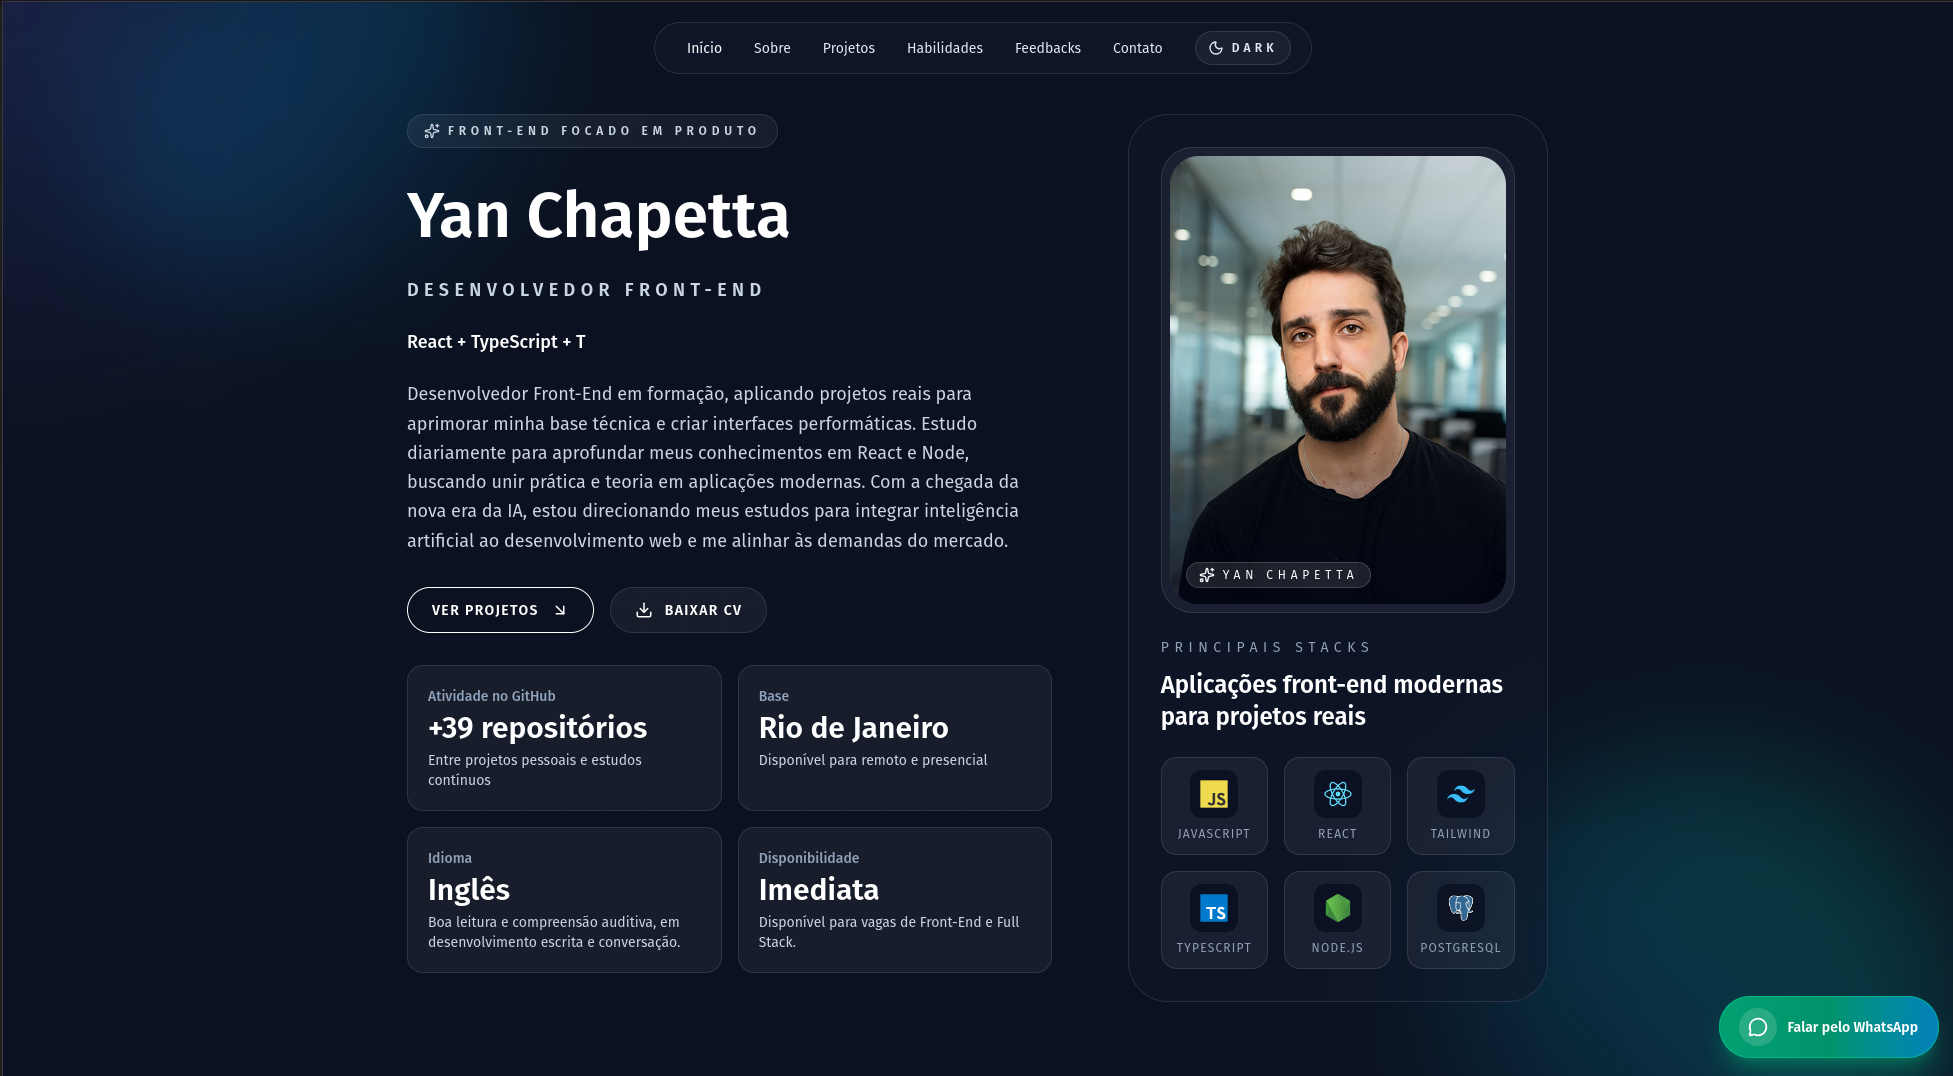 Início Sobre Projetos Habilidades Feedbacks Contato DARK
FRONT-END FOCADO EM PRODUTO
Yan Chapetta
DESENVOLVEDOR FRONT-END
React + TypeScript + T
Desenvolvedor Front-End em formação, aplicando projetos reais para
aprimorar minha base técnica e criar interfaces performáticas. Estudo
diariamente para aprofundar meus conhecimentos em React e Node,
buscando unir prática e teoria em aplicações modernas. Com a chegada da
nova era da IA, estou direcionando meus estudos para integrar inteligência
artificial ao desenvolvimento web e me alinhar às demandas do mercado.
VER PROJETOS
BAIXAR CV
Atividade no GitHub
+39 repositórios
Entre projetos pessoais e estudos
contínuos
Base
Rio de Janeiro
Disponível para remoto e presencial
Idioma
Inglês
Boa leitura e compreensão auditiva, em
desenvolvimento escrita e conversação.
Disponibilidade
Imediata
Disponível para vagas de Front-End e Full
Stack.
YAN CHAPETTA
PRINCIPAIS STACKS
Aplicações front-end modernas
para projetos reais
JS
JAVASCRIPT
REACT
TAILWIND
TS
TYPESCRIPT
NODE.JS
POSTGRESQL
Falar pelo WhatsApp